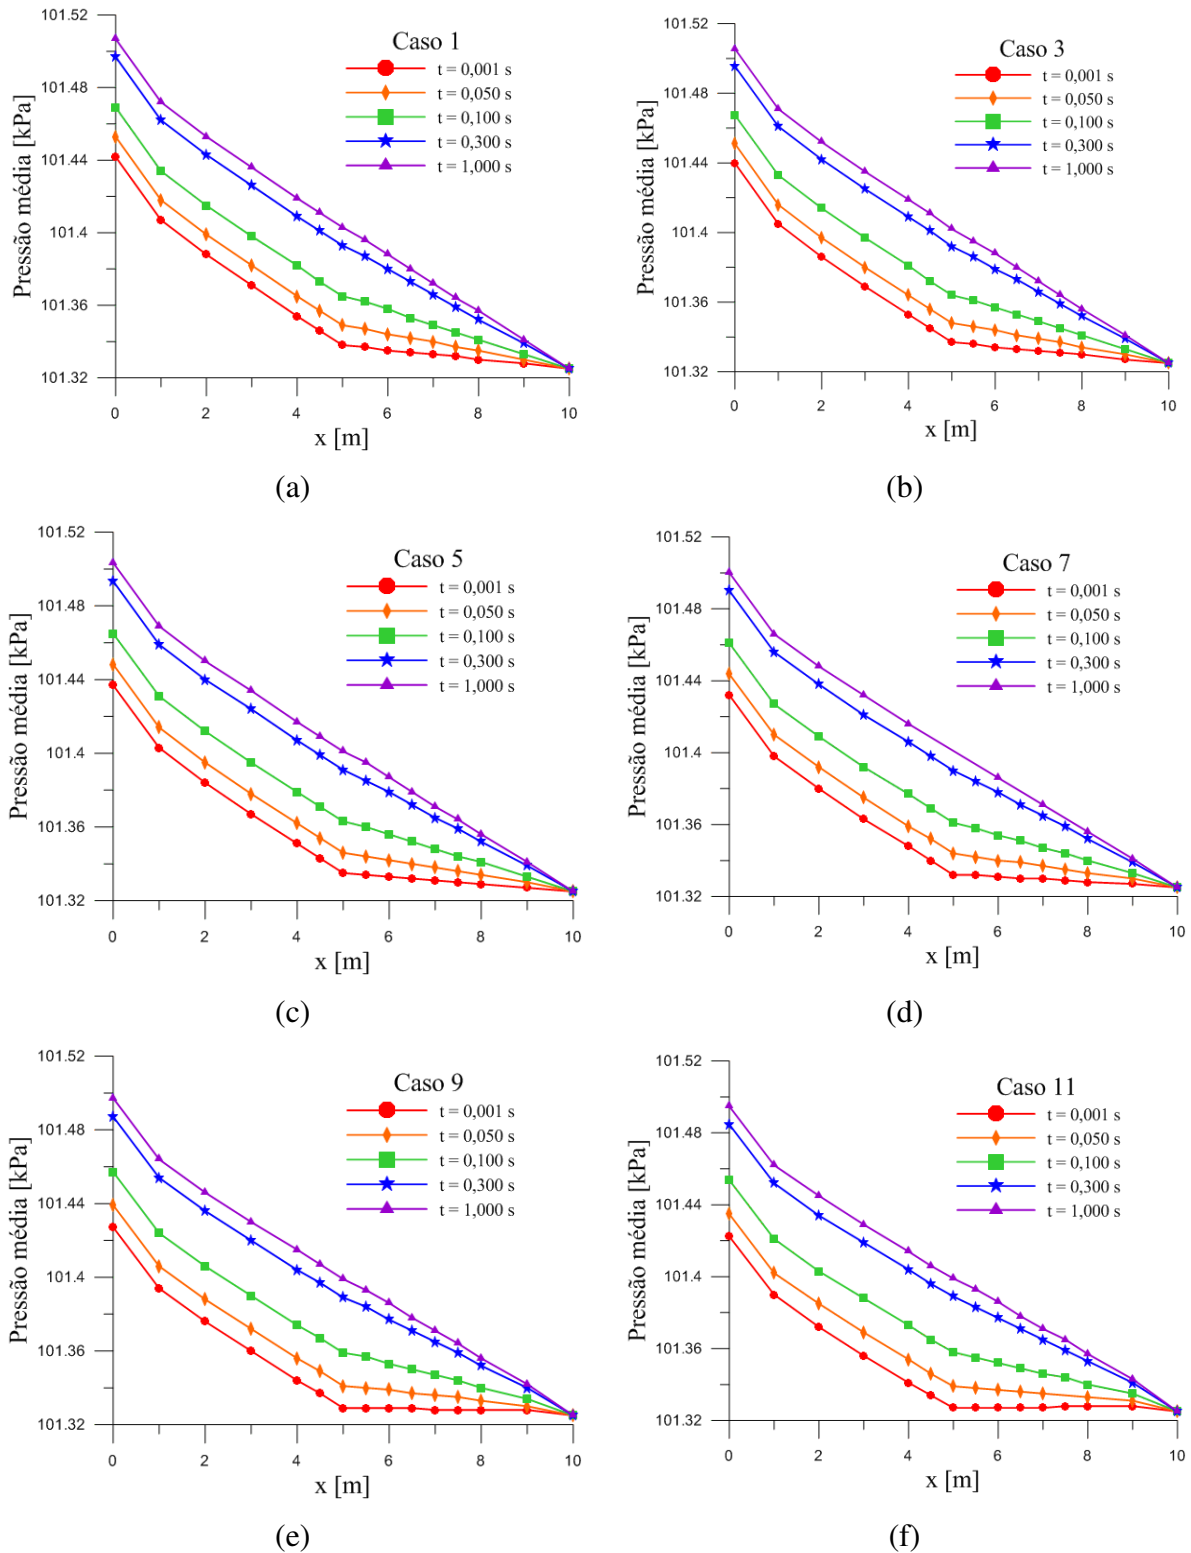 Caso 1
t = 0,001 s
t = 0,050 s
t = 0,100 s
t = 0,300 s
t = 1,000 s
Pressão média [kPa]
101.52
101.48
101.44
101.4
101.36
101.32
0 2 4 6 8 10
x [m]
(a)
Caso 3
t = 0,001 s
t = 0,050 s
t = 0,100 s
t = 0,300 s
t = 1,000 s
Pressão média [kPa]
101.52
101.48
101.44
101.4
101.36
101.32
0 2 4 6 8 10
x [m]
(b)
Caso 5
t = 0,001 s
t = 0,050 s
t = 0,100 s
t = 0,300 s
t = 1,000 s
Pressão média [kPa]
101.52
101.48
101.44
101.4
101.36
101.32
0 2 4 6 8 10
x [m]
(c)
Caso 7
t = 0,001 s
t = 0,050 s
t = 0,100 s
t = 0,300 s
t = 1,000 s
Pressão média [kPa]
101.52
101.48
101.44
101.4
101.36
101.32
0 2 4 6 8 10
x [m]
(d)
Caso 9
t = 0,001 s
t = 0,050 s
t = 0,100 s
t = 0,300 s
t = 1,000 s
Pressão média [kPa]
101.52
101.48
101.44
101.4
101.36
101.32
0 2 4 6 8 10
x [m]
(e)
Caso 11
t = 0,001 s
t = 0,050 s
t = 0,100 s
t = 0,300 s
t = 1,000 s
Pressão média [kPa]
101.52
101.48
101.44
101.4
101.36
101.32
0 2 4 6 8 10
x [m]
(f)